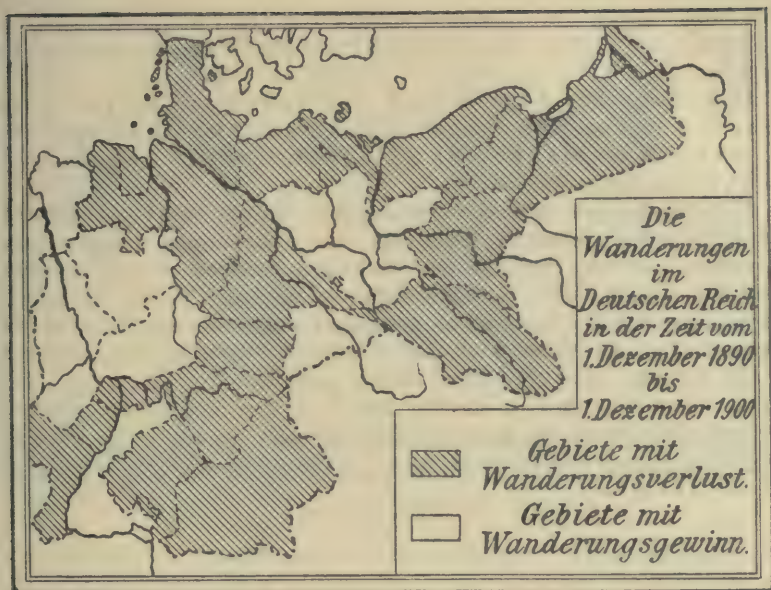 Die
Wanderungen
im
Deutschen Reich
in der Zeit vom
1. Dezember 1890
bis
1. Dezember 1900
Gebiete mit
Wanderungsverlust.
Gebiete mit
Wanderungsgewinn.